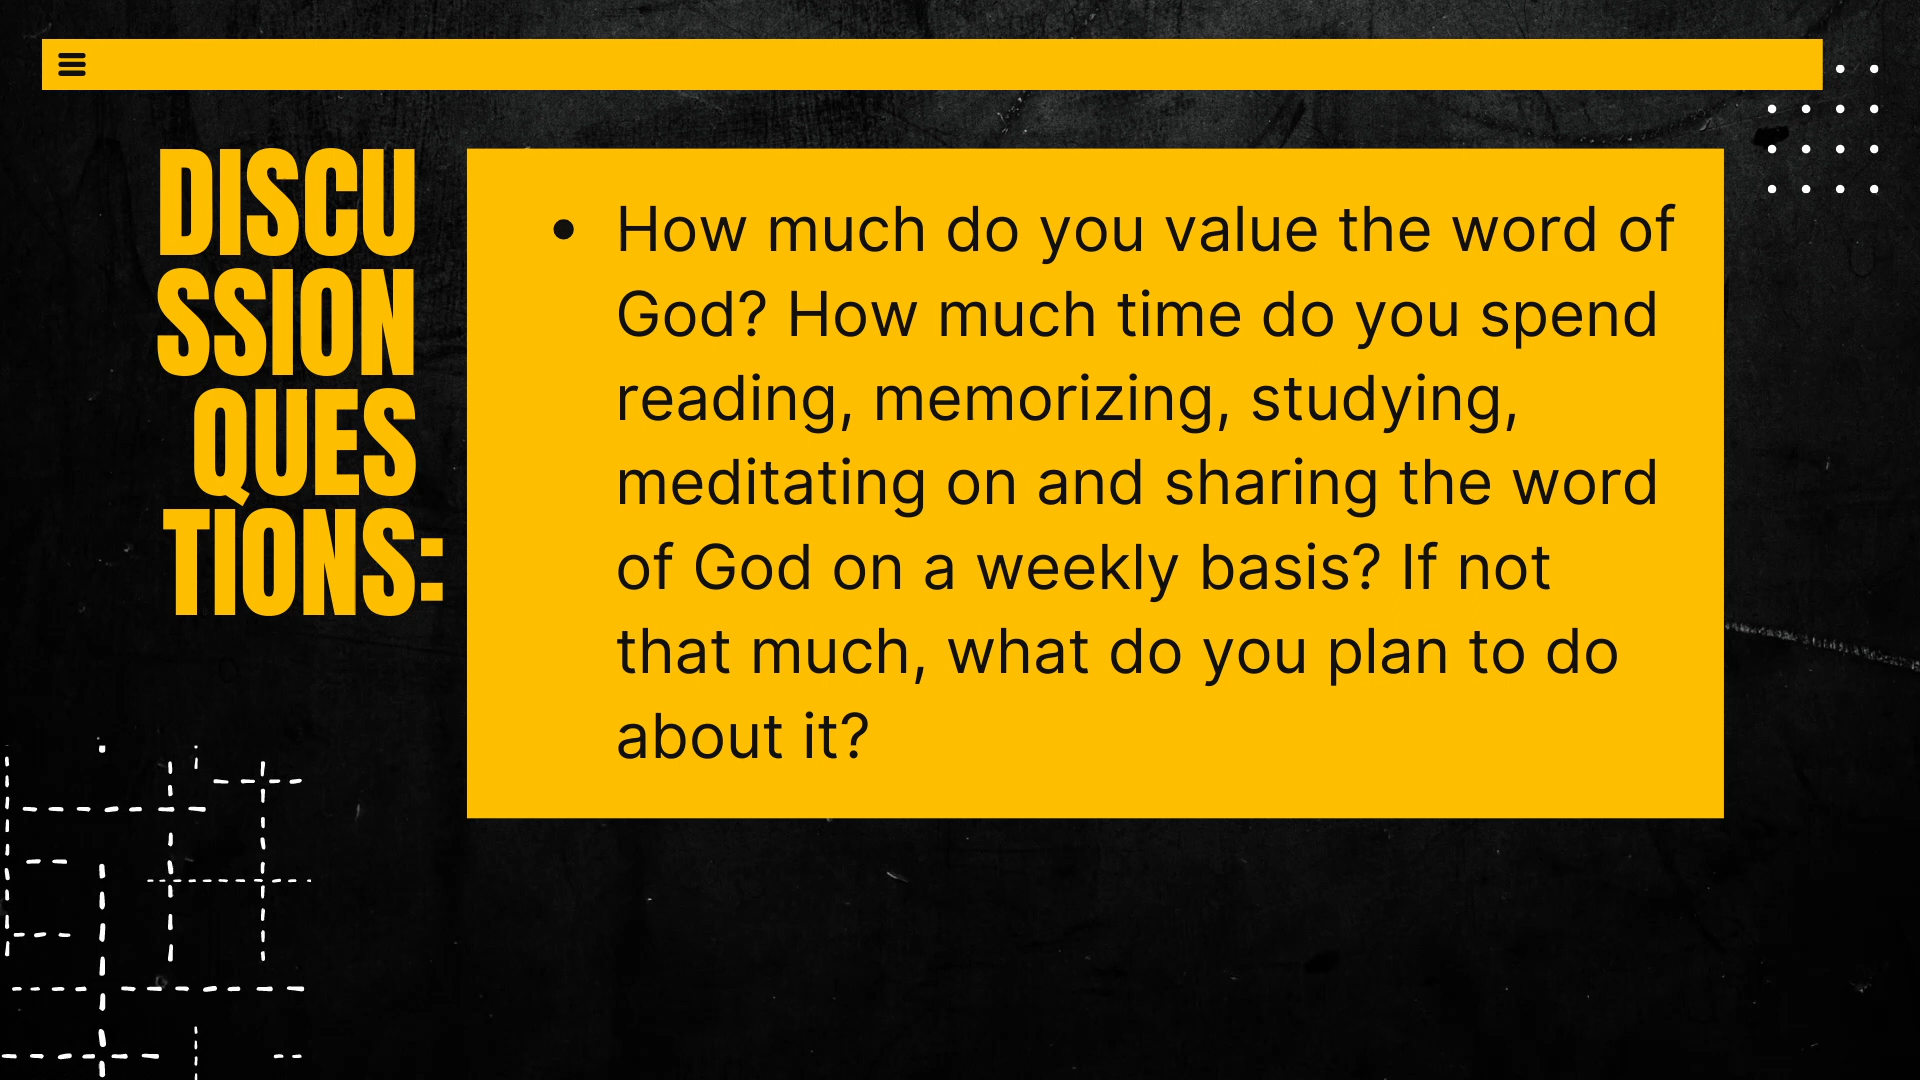 DISCU
SSION
QUES
TIONS:
• How much do you value the word of
God? How much time do you spend
reading, memorizing, studying,
meditating on and sharing the word
of God on a weekly basis? If not
that much, what do you plan to do
about it?